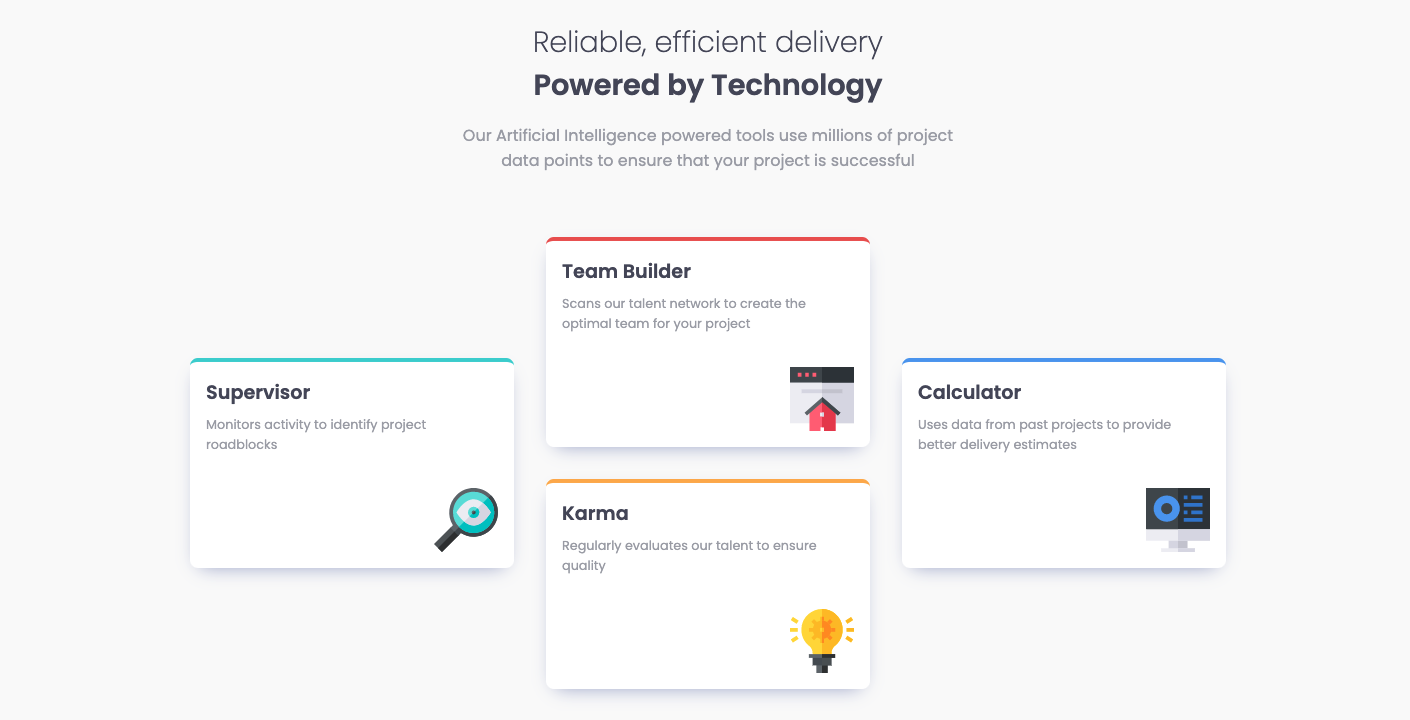 Reliable, efficient delivery
Powered by Technology
Our Artificial Intelligence powered tools use millions of project
data points to ensure that your project is successful
Supervisor
Monitors activity to identify project
roadblocks
Team Builder
Scans our talent network to create the
optimal team for your project
Karma
Regularly evaluates our talent to ensure
quality
Calculator
Uses data from past projects to provide
better delivery estimates